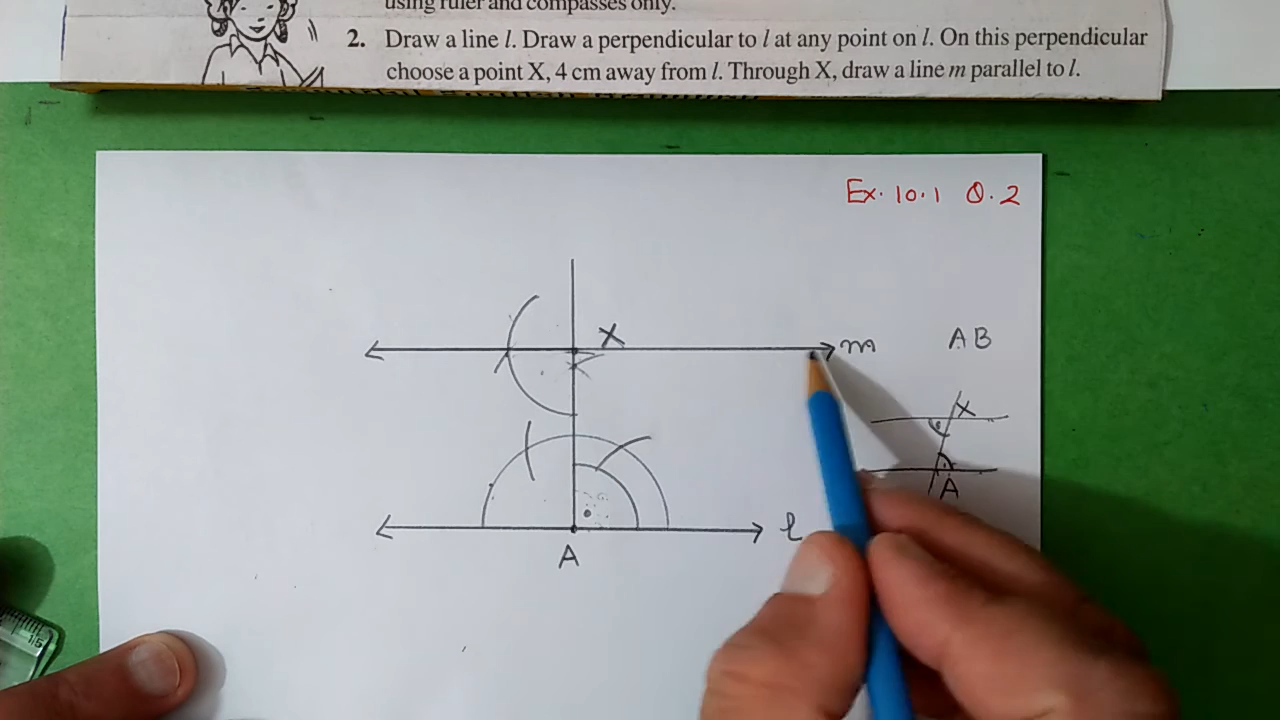 using ruler and compasses only.
2. Draw a line l. Draw a perpendicular to l at any point on l. On this perpendicular
choose a point X, 4 cm away from l. Through X, draw a line m parallel to l.
Ex. 10.1 Q.2
X
m
AB
X
A
l
A
15